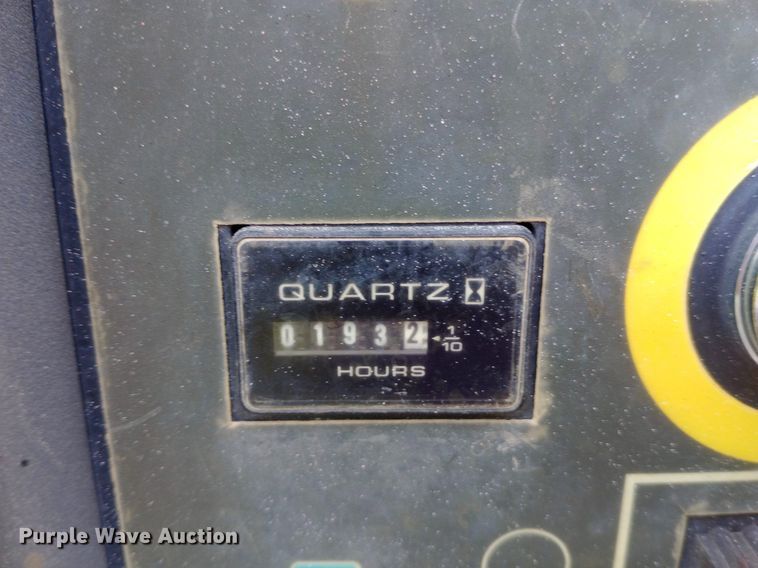 QUARTZ
01932 1/10
HOURS
Purple Wave Auction